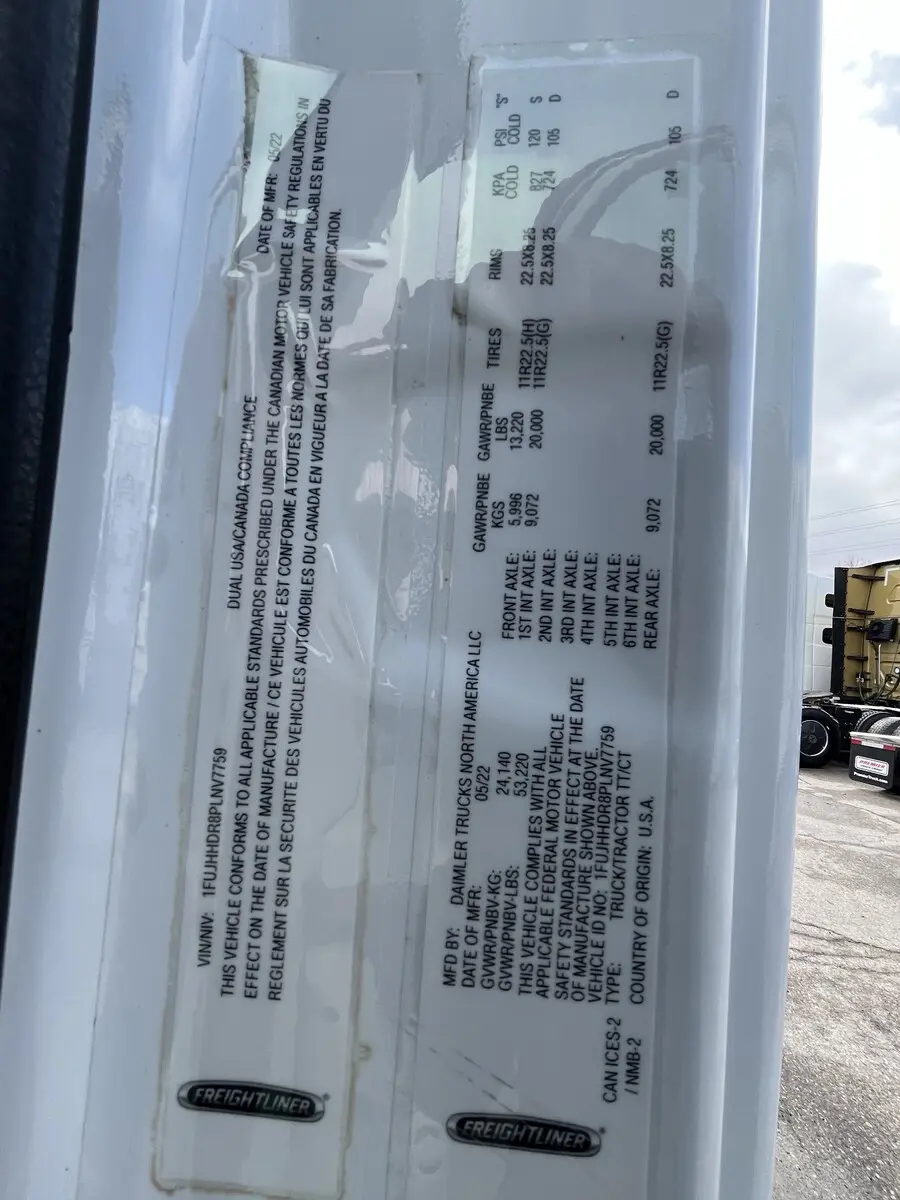 VIN/NIV: 1FUJHHDR8PLNV7759
DUAL USA/CANADA COMPLIANCE
DATE OF MFR: 05/22
THIS VEHICLE CONFORMS TO ALL APPLICABLE STANDARDS PRESCRIBED UNDER THE CANADIAN MOTOR VEHICLE SAFETY REGULATIONS IN
EFFECT ON THE DATE OF MANUFACTURE / CE VEHICULE EST CONFORME A TOUTES LES NORMES QUI LUI SONT APPLICABLES EN VERTU DU
REGLEMENT SUR LA SECURITE DES VEHICULES AUTOMOBILES DU CANADA EN VIGUEUR A LA DATE DE SA FABRICATION.
FREIGHTLINER
MFD BY: DAIMLER TRUCKS NORTH AMERICA LLC
DATE OF MFR: 05/22
GVWR/PNBV-KG: 24,140
GVWR/PNBV-LBS: 53,220
THIS VEHICLE COMPLIES WITH ALL
APPLICABLE FEDERAL MOTOR VEHICLE
SAFETY STANDARDS IN EFFECT AT THE DATE
OF MANUFACTURE SHOWN ABOVE.
VEHICLE ID NO: 1FUJHHDR8PLNV7759
TYPE: TRUCK/TRACTOR TT/CT
COUNTRY OF ORIGIN: U.S.A.
CAN ICES-2
/ NMB-2
FREIGHTLINER
GAWR/PNBE GAWR/PNBE TIRES RIMS KPA PSI "S"
KGS LBS COLD COLD
FRONT AXLE: 5,996 13,220 11R22.5(H) 22.5X8.25 827 120 S
1ST INT AXLE: 9,072 20,000 11R22.5(G) 22.5X8.25 724 105 D
2ND INT AXLE:
3RD INT AXLE:
4TH INT AXLE:
5TH INT AXLE:
6TH INT AXLE:
REAR AXLE: 9,072 20,000 11R22.5(G) 22.5X8.25 724 105 D
PREMIER